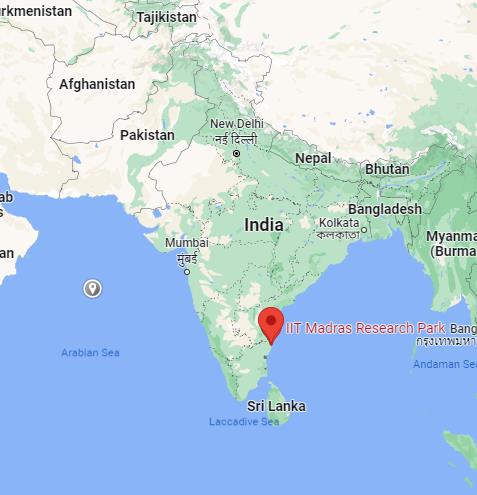 rkmenistan
Tajikistan
Afghanistan
New Delhi
नई दिल्ली
Pakistan
Nepal
Bhutan
ab
s
Bangladesh
India
Kolkata
কলকাতা
Myanma
(Burma
Mumbai
मुंबई
an
IIT Madras Research Park
Bang
กรุงเทพมหา
Arabian Sea
Andaman Sea
Sri Lanka
Laccadive Sea